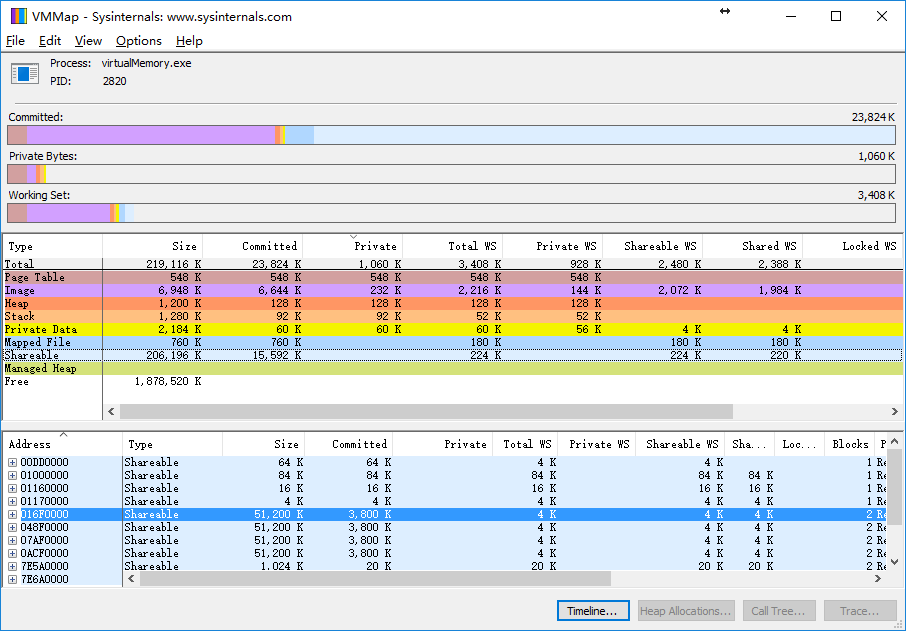 VMMap - Sysinternals: www.sysinternals.com
File Edit View Options Help
Process: virtualMemory.exe
PID: 2820
Committed: 23,824 K
Private Bytes: 1,060 K
Working Set: 3,408 K
Type Size Committed Private Total WS Private WS Shareable WS Shared WS Locked WS
Total 219,116 K 23,824 K 1,060 K 3,408 K 928 K 2,480 K 2,388 K
Page Table 548 K 548 K 548 K 548 K 548 K
Image 6,948 K 6,644 K 232 K 2,216 K 144 K 2,072 K 1,984 K
Heap 1,200 K 128 K 128 K 128 K 128 K
Stack 1,280 K 92 K 92 K 52 K 52 K
Private Data 2,184 K 60 K 60 K 60 K 56 K 4 K 4 K
Mapped File 760 K 760 K 180 K 180 K 180 K
Shareable 206,196 K 15,592 K 224 K 224 K 220 K
Managed Heap
Free 1,878,520 K
Address Type Size Committed Private Total WS Private WS Shareable WS Sha... Loc... Blocks P
00DD0000 Shareable 64 K 64 K 4 K 4 K 1 Re
01000000 Shareable 84 K 84 K 84 K 84 K 84 K 1 Re
01160000 Shareable 16 K 16 K 16 K 16 K 16 K 1 Re
01170000 Shareable 4 K 4 K 4 K 4 K 4 K 1 Re
016F0000 Shareable 51,200 K 3,800 K 4 K 4 K 4 K 2 Re
048F0000 Shareable 51,200 K 3,800 K 4 K 4 K 4 K 2 Re
07AF0000 Shareable 51,200 K 3,800 K 4 K 4 K 4 K 2 Re
0ACF0000 Shareable 51,200 K 3,800 K 4 K 4 K 4 K 2 Re
7E5A0000 Shareable 1,024 K 20 K 20 K 20 K 20 K 2 Re
7E6A0000
Timeline... Heap Allocations... Call Tree... Trace...